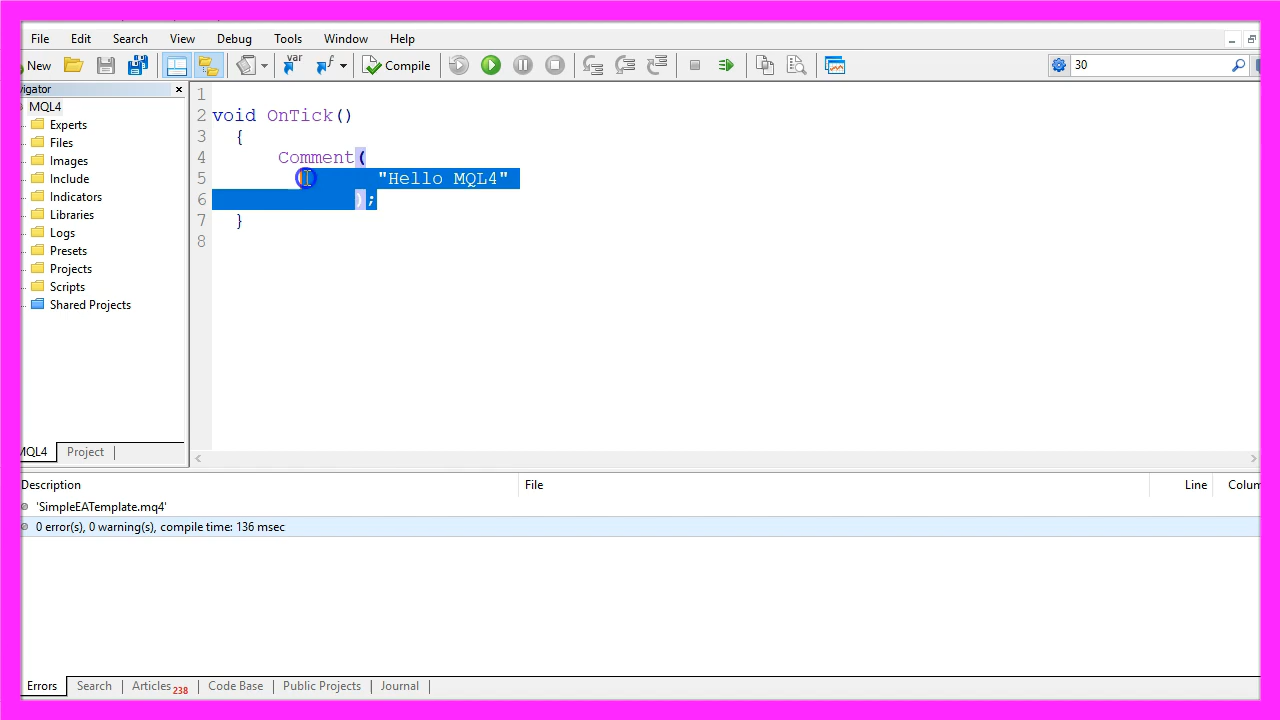 File Edit Search View Debug Tools Window Help
New var Compile 30
vigator
MQL4
Experts
Files
Images
Include
Indicators
Libraries
Logs
Presets
Projects
Scripts
Shared Projects
MQL4 Project
1
2 void OnTick()
3 {
4 Comment(
5 "Hello MQL4"
6 );
7 }
8
Description File Line Colum
'SimpleEATemplate.mq4'
0 error(s), 0 warning(s), compile time: 136 msec
Errors Search Articles 238 Code Base Public Projects Journal